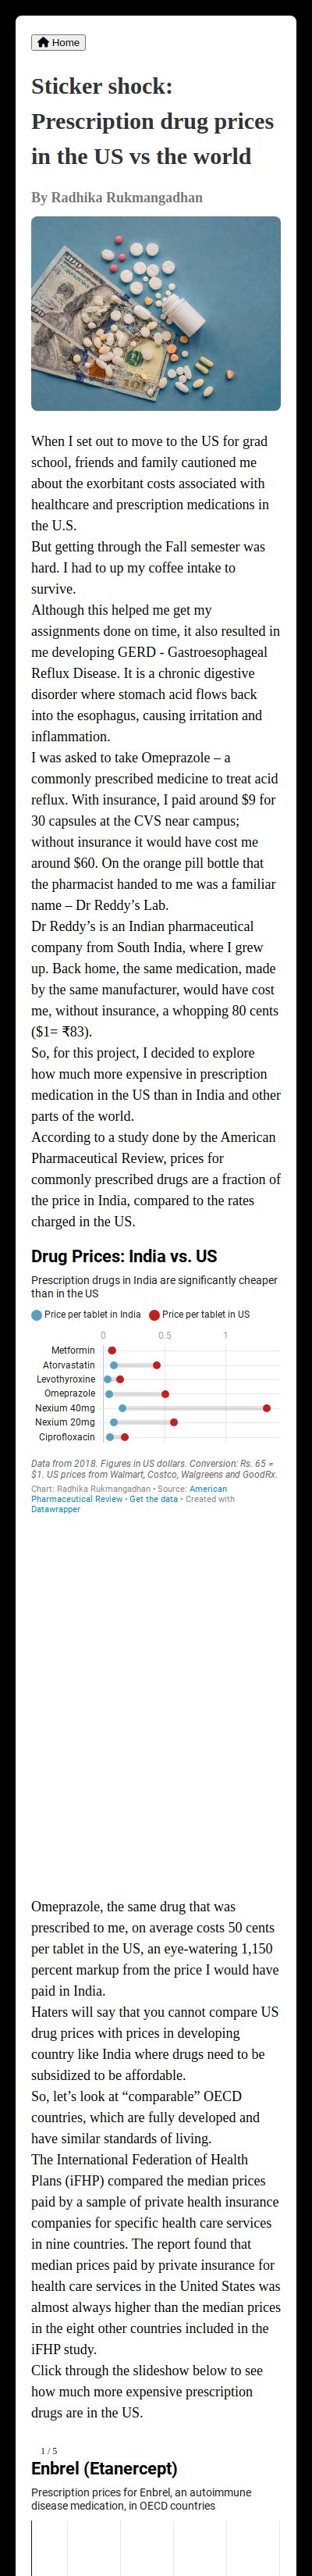 Home
Sticker shock:
Prescription drug prices
in the US vs the world
By Radhika Rukmangadhan
When I set out to move to the US for grad
school, friends and family cautioned me
about the exorbitant costs associated with
healthcare and prescription medications in
the U.S.
But getting through the Fall semester was
hard. I had to up my coffee intake to
survive.
Although this helped me get my
assignments done on time, it also resulted in
me developing GERD - Gastroesophageal
Reflux Disease. It is a chronic digestive
disorder where stomach acid flows back
into the esophagus, causing irritation and
inflammation.
I was asked to take Omeprazole – a
commonly prescribed medicine to treat acid
reflux. With insurance, I paid around $9 for
30 capsules at the CVS near campus;
without insurance it would have cost me
around $60. On the orange pill bottle that
the pharmacist handed to me was a familiar
name – Dr Reddy’s Lab.
Dr Reddy’s is an Indian pharmaceutical
company from South India, where I grew
up. Back home, the same medication, made
by the same manufacturer, would have cost
me, without insurance, a whopping 80 cents
($1= ₹83).
So, for this project, I decided to explore
how much more expensive in prescription
medication in the US than in India and other
parts of the world.
According to a study done by the American
Pharmaceutical Review, prices for
commonly prescribed drugs are a fraction of
the price in India, compared to the rates
charged in the US.
Drug Prices: India vs. US
Prescription drugs in India are significantly cheaper
than in the US
Price per tablet in India Price per tablet in US
0 0.5 1
Metformin
Atorvastatin
Levothyroxine
Omeprazole
Nexium 40mg
Nexium 20mg
Ciprofloxacin
Data from 2018. Figures in US dollars. Conversion: Rs. 65 =
$1. US prices from Walmart, Costco, Walgreens and GoodRx.
Chart: Radhika Rukmangadhan • Source: American
Pharmaceutical Review • Get the data • Created with
Datawrapper
Omeprazole, the same drug that was
prescribed to me, on average costs 50 cents
per tablet in the US, an eye-watering 1,150
percent markup from the price I would have
paid in India.
Haters will say that you cannot compare US
drug prices with prices in developing
country like India where drugs need to be
subsidized to be affordable.
So, let’s look at “comparable” OECD
countries, which are fully developed and
have similar standards of living.
The International Federation of Health
Plans (iFHP) compared the median prices
paid by a sample of private health insurance
companies for specific health care services
in nine countries. The report found that
median prices paid by private insurance for
health care services in the United States was
almost always higher than the median prices
in the eight other countries included in the
iFHP study.
Click through the slideshow below to see
how much more expensive prescription
drugs are in the US.
1 / 5
Enbrel (Etanercept)
Prescription prices for Enbrel, an autoimmune
disease medication, in OECD countries